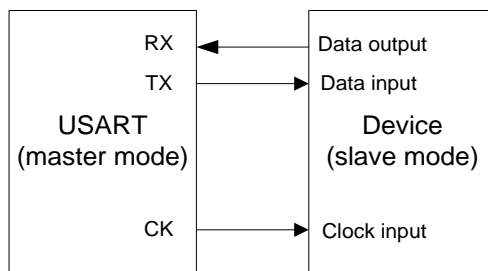 RX
Data output
TX
Data input
USART
(master mode)
Device
(slave mode)
CK
Clock input